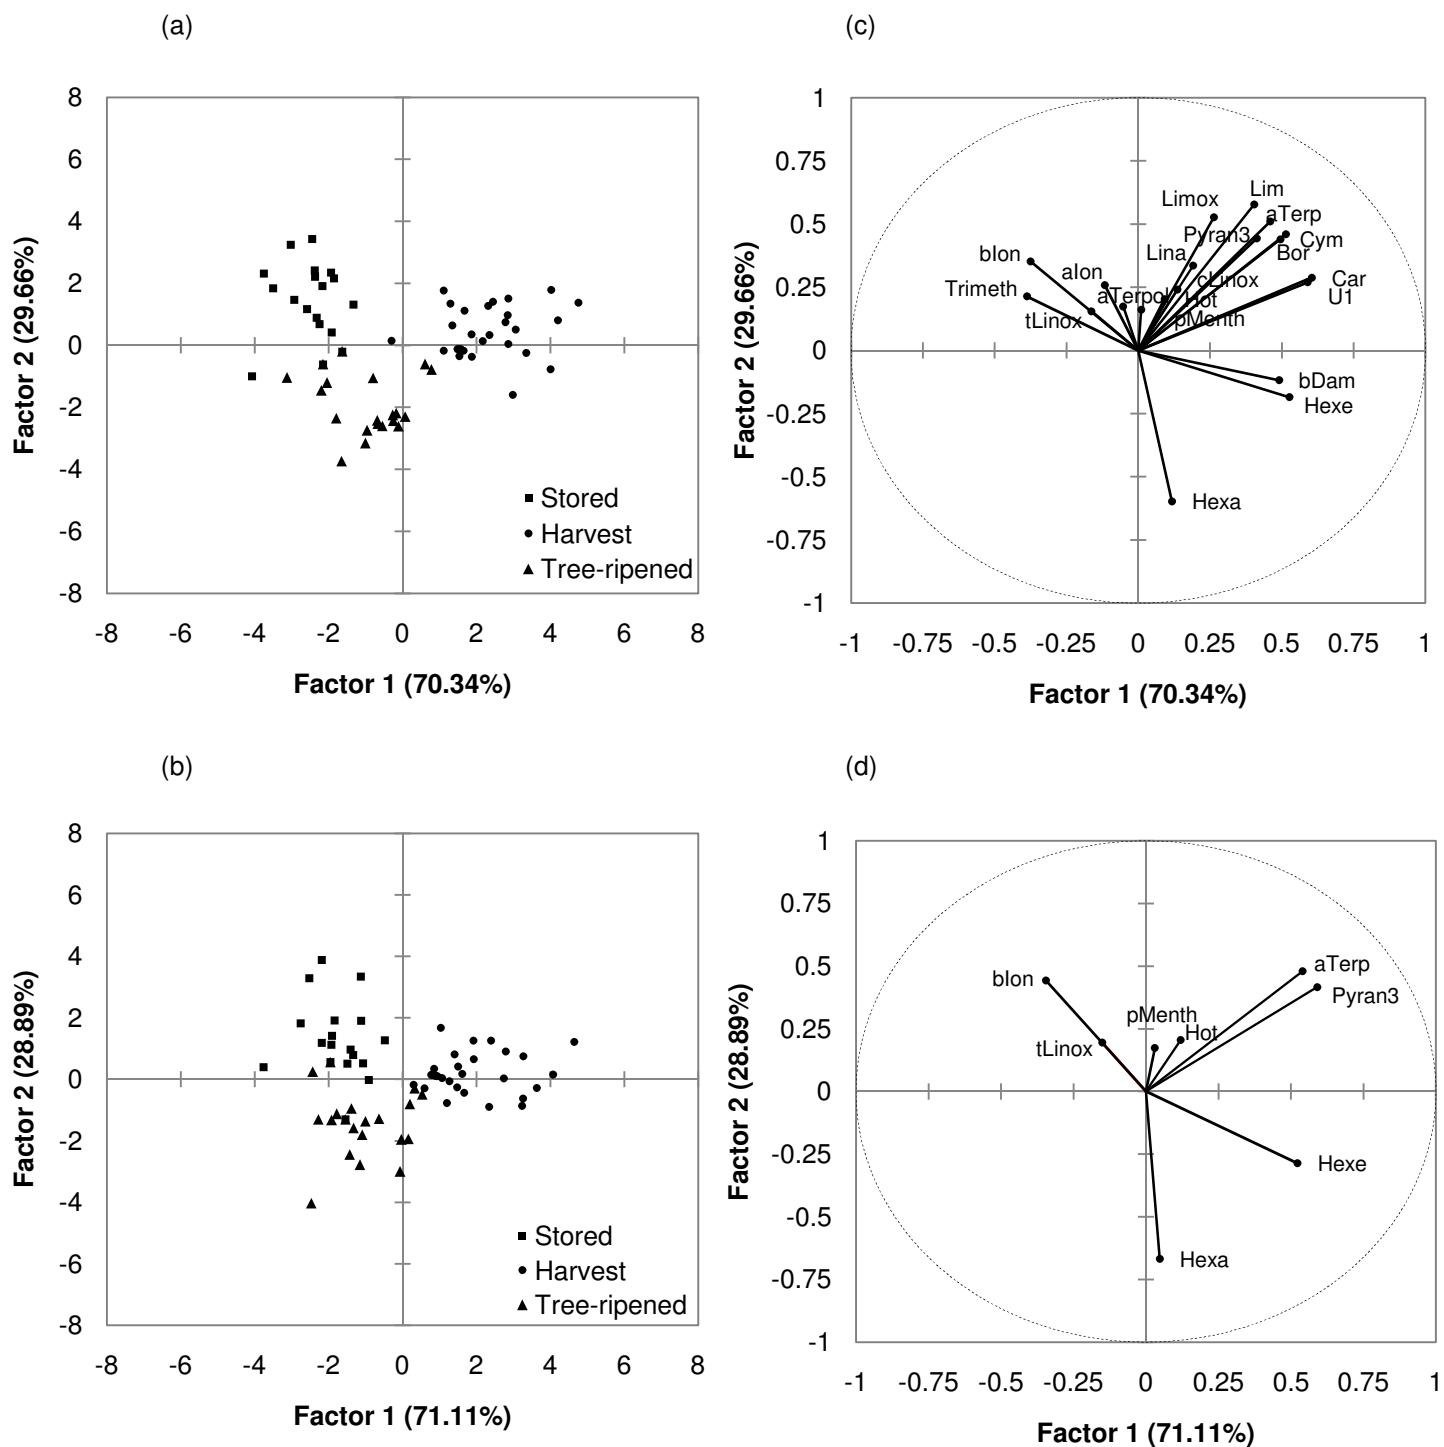 (a)
8
6
4
2
0
-2
-4
-6
-8
-8 -6 -4 -2 0 2 4 6 8
Factor 2 (29.66%)
Factor 1 (70.34%)
Stored
Harvest
Tree-ripened
(c)
1
0.75
0.5
0.25
0
-0.25
-0.5
-0.75
-1
-1 -0.75 -0.5 -0.25 0 0.25 0.5 0.75 1
Factor 2 (29.66%)
Factor 1 (70.34%)
Lim
Limox
aTerp
Pyran3
Cym
Bor
Lina
bIon
aIon
cLinox
Car
Trimeth
aTerpol
Hot
U1
tLinox
pMenth
bDam
Hexe
Hexa
(b)
8
6
4
2
0
-2
-4
-6
-8
-8 -6 -4 -2 0 2 4 6 8
Factor 2 (28.89%)
Factor 1 (71.11%)
Stored
Harvest
Tree-ripened
(d)
1
0.75
0.5
0.25
0
-0.25
-0.5
-0.75
-1
-1 -0.75 -0.5 -0.25 0 0.25 0.5 0.75 1
Factor 2 (28.89%)
Factor 1 (71.11%)
aTerp
bIon
Pyran3
pMenth
Hot
tLinox
Hexe
Hexa